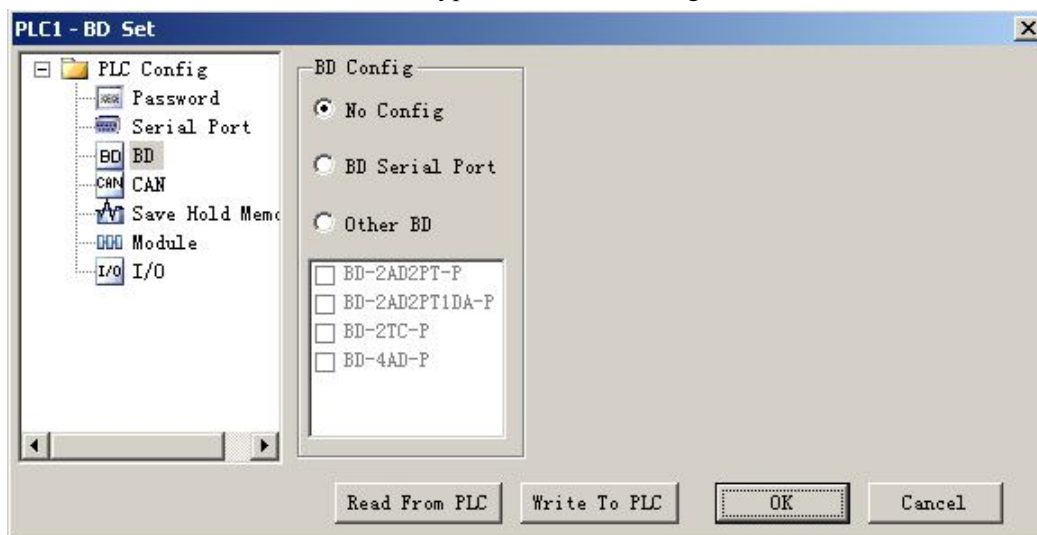 PLC1 - BD Set
PLC Config
Password
Serial Port
BD BD
CAN CAN
Save Hold Memo
Module
I/O I/O
BD Config
No Config
BD Serial Port
Other BD
BD-2AD2PT-P
BD-2AD2PT1DA-P
BD-2TC-P
BD-4AD-P
Read From PLC
Write To PLC
OK
Cancel